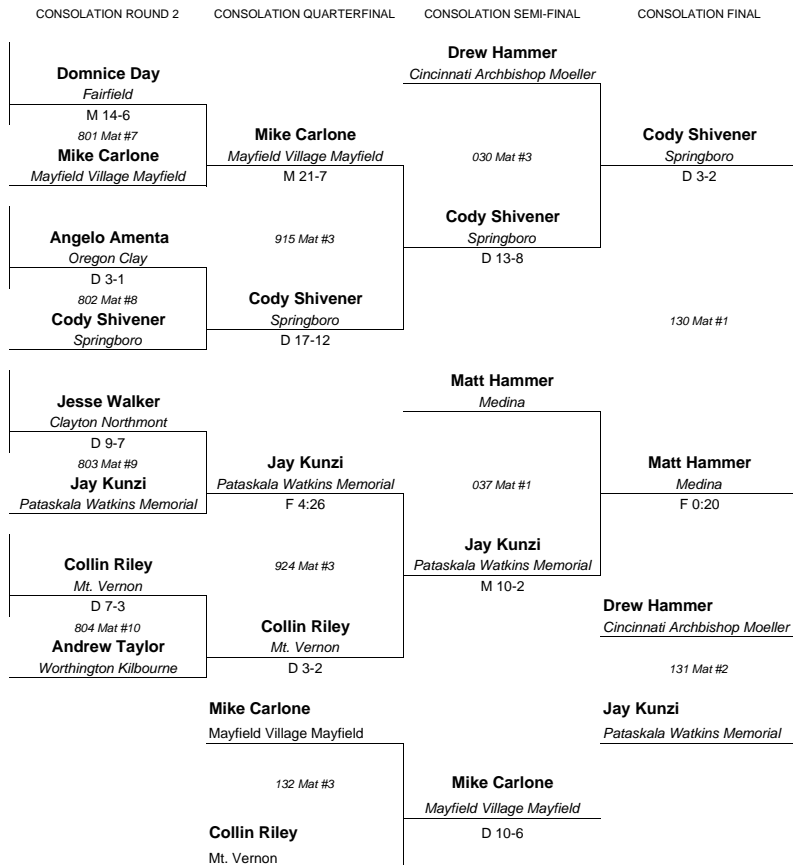 CONSOLATION ROUND 2 CONSOLATION QUARTERFINAL CONSOLATION SEMI-FINAL CONSOLATION FINAL
Domnice Day
Fairfield
M 14-6
801 Mat #7
Mike Carlone
Mayfield Village Mayfield
Angelo Amenta
Oregon Clay
D 3-1
802 Mat #8
Cody Shivener
Springboro
Jesse Walker
Clayton Northmont
D 9-7
803 Mat #9
Jay Kunzi
Pataskala Watkins Memorial
Collin Riley
Mt. Vernon
D 7-3
804 Mat #10
Andrew Taylor
Worthington Kilbourne
Mike Carlone
Mayfield Village Mayfield
M 21-7
915 Mat #3
Cody Shivener
Springboro
D 17-12
Jay Kunzi
Pataskala Watkins Memorial
F 4:26
924 Mat #3
Collin Riley
Mt. Vernon
D 3-2
Mike Carlone
Mayfield Village Mayfield
132 Mat #3
Collin Riley
Mt. Vernon
Drew Hammer
Cincinnati Archbishop Moeller
030 Mat #3
Cody Shivener
Springboro
D 13-8
Matt Hammer
Medina
037 Mat #1
Jay Kunzi
Pataskala Watkins Memorial
M 10-2
Mike Carlone
Mayfield Village Mayfield
D 10-6
Cody Shivener
Springboro
D 3-2
130 Mat #1
Matt Hammer
Medina
F 0:20
Drew Hammer
Cincinnati Archbishop Moeller
131 Mat #2
Jay Kunzi
Pataskala Watkins Memorial